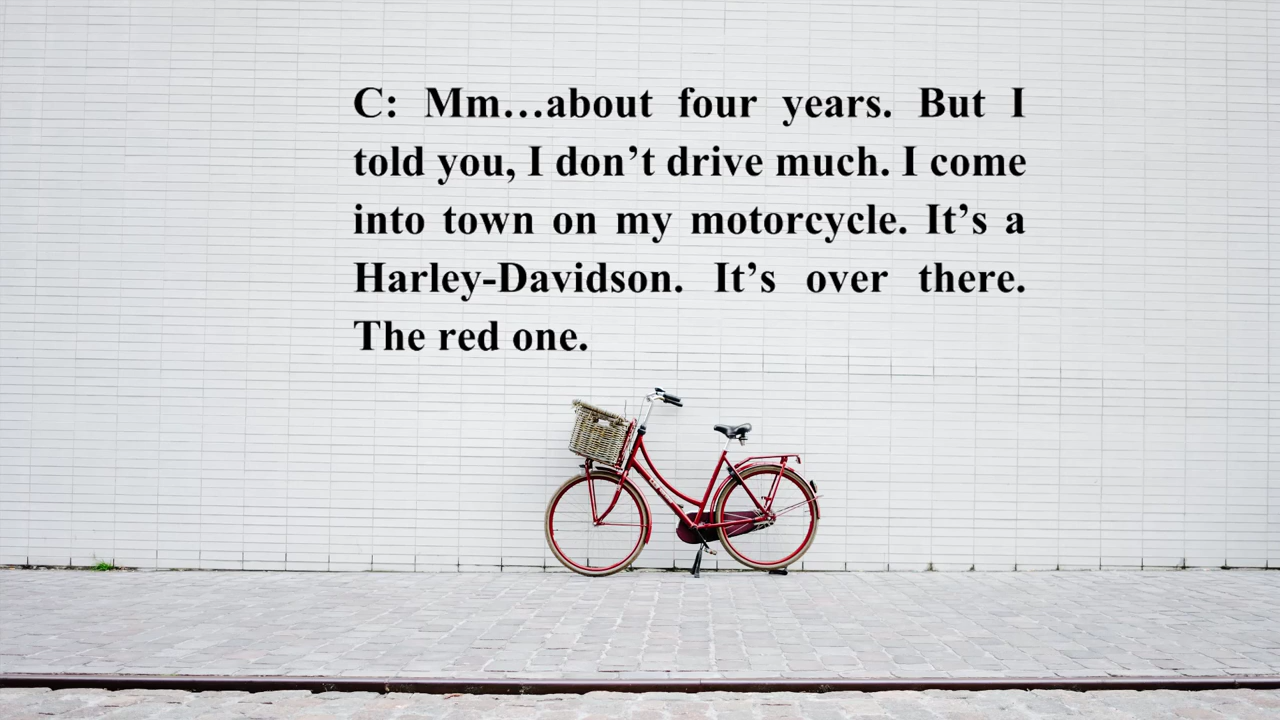 C: Mm…about four years. But I
told you, I don’t drive much. I come
into town on my motorcycle. It’s a
Harley-Davidson. It’s over there.
The red one.